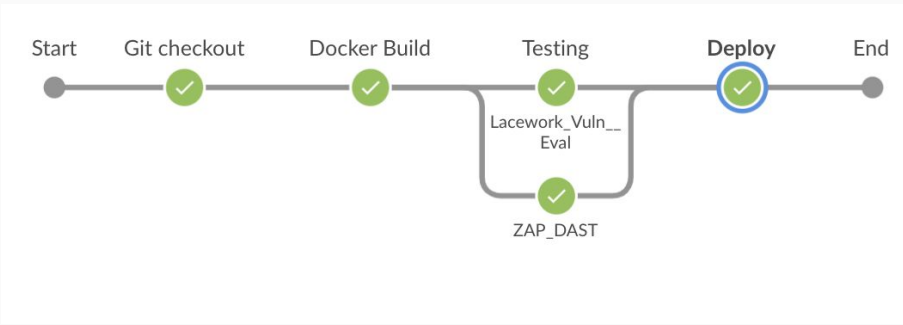 Start
Git checkout
Docker Build
Testing
Deploy
End
Lacework_Vuln__
Eval
ZAP_DAST